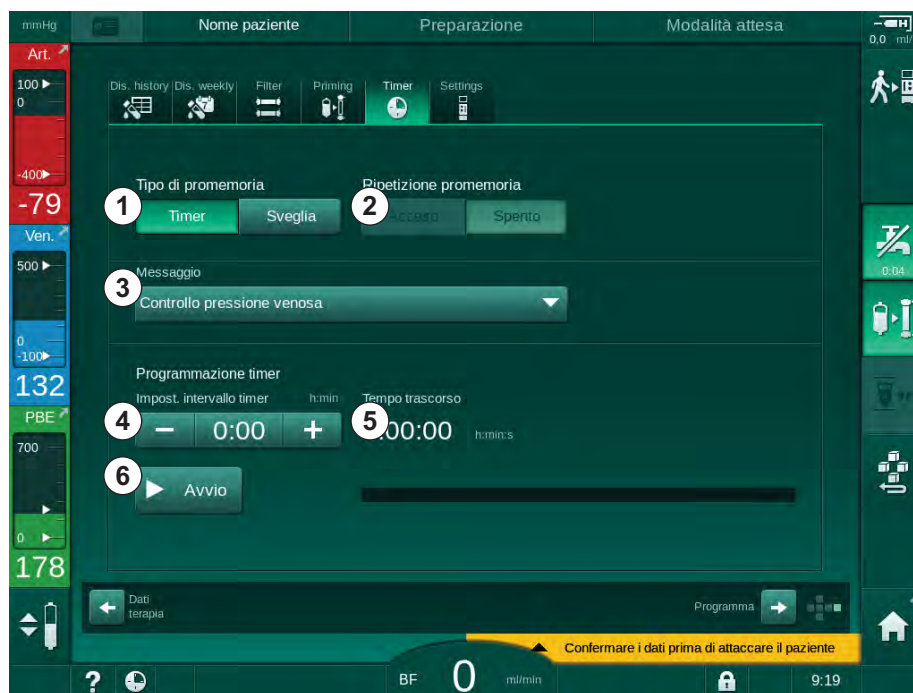 mmHg Nome paziente Preparazione Modalità attesa
0,0 ml/
Art.
100
0
-400
-79
Ven.
500
0
-100
132
PBE
700
0
178
Dis. history Dis. weekly Filter Priming Timer Settings
Tipo di promemoria Ripetizione promemoria
1 Timer Sveglia 2 Acceso Spento
Messaggio
3 Controllo pressione venosa
Programmazione timer
Impost. intervallo timer h:min Tempo trascorso
4 − 0:00 + 5 :00:00 h:min:s
6 Avvio
0:04
Dati
terapia
Programma
Confermare i dati prima di attaccare il paziente
? BF 0 ml/min 9:19